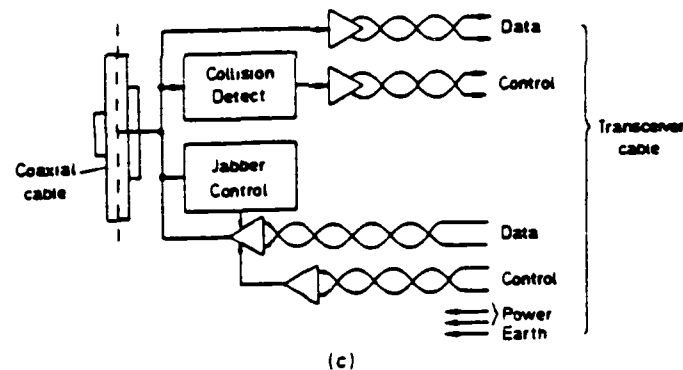 Data
Collision
Detect
Control
Transceiver
cable
Coaxial
cable
Jabber
Control
Data
Control
Power
Earth
(c)